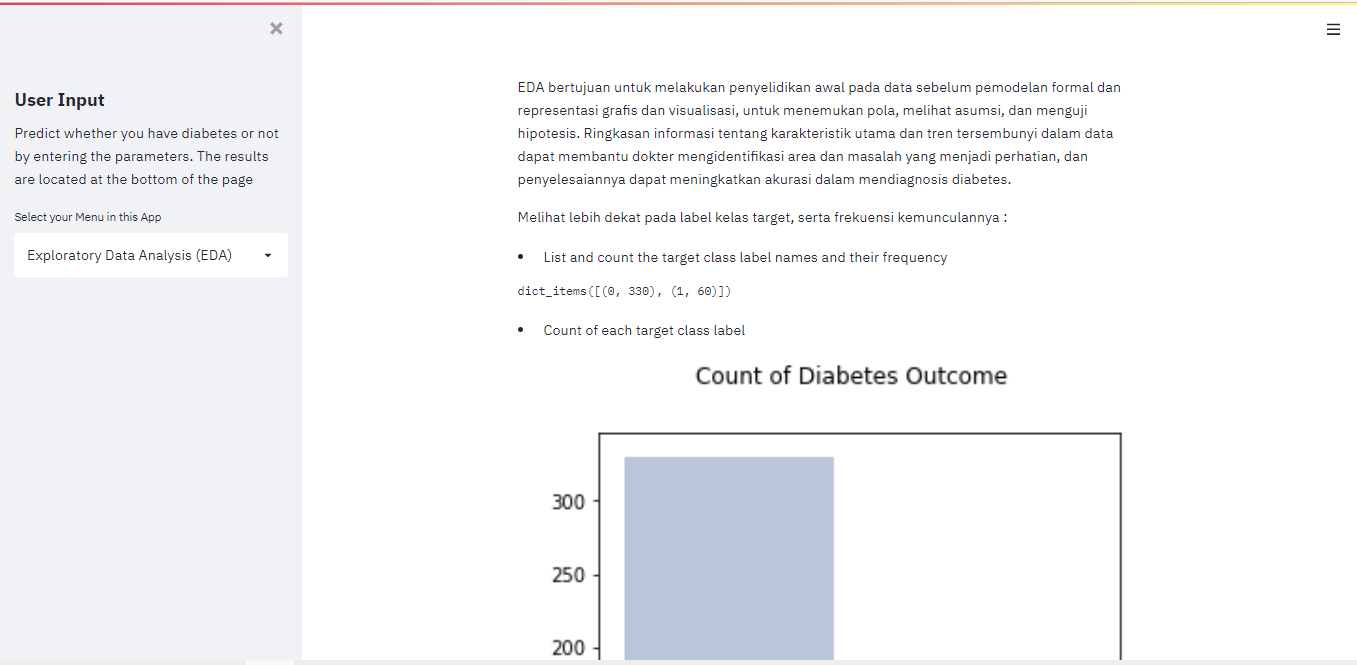 User Input
Predict whether you have diabetes or not
by entering the parameters. The results
are located at the bottom of the page
Select your Menu in this App
Exploratory Data Analysis (EDA)
EDA bertujuan untuk melakukan penyelidikan awal pada data sebelum pemodelan formal dan
representasi grafis dan visualisasi, untuk menemukan pola, melihat asumsi, dan menguji
hipotesis. Ringkasan informasi tentang karakteristik utama dan tren tersembunyi dalam data
dapat membantu dokter mengidentifikasi area dan masalah yang menjadi perhatian, dan
penyelesaiannya dapat meningkatkan akurasi dalam mendiagnosis diabetes.
Melihat lebih dekat pada label kelas target, serta frekuensi kemunculannya :
• List and count the target class label names and their frequency
dict_items([(0, 330), (1, 60)])
• Count of each target class label
Count of Diabetes Outcome
300
250
200